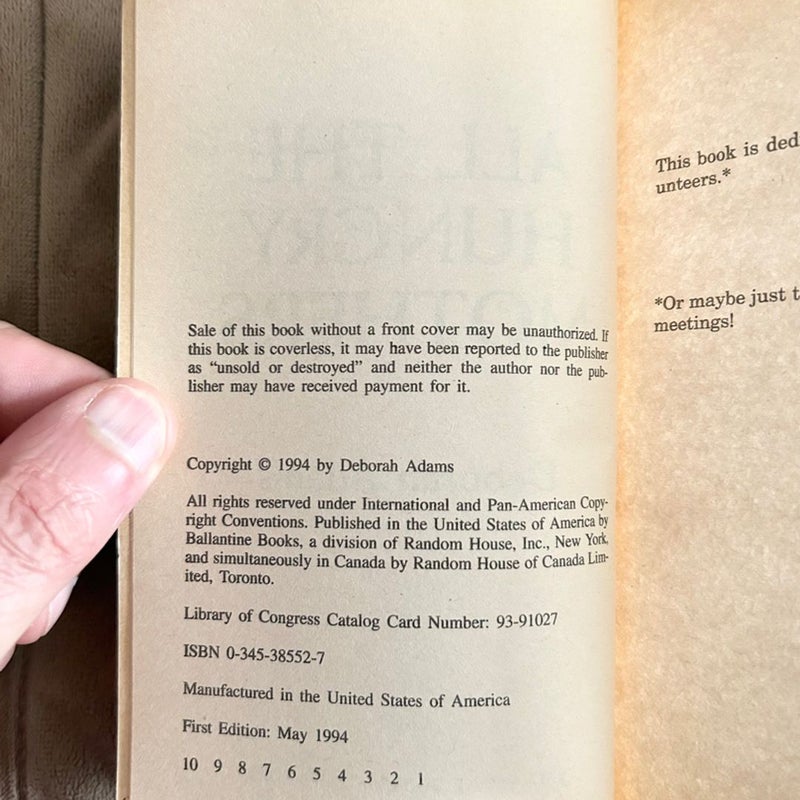 Sale of this book without a front cover may be unauthorized. If
this book is coverless, it may have been reported to the publisher
as “unsold or destroyed” and neither the author nor the pub-
lisher may have received payment for it.
Copyright © 1994 by Deborah Adams
All rights reserved under International and Pan-American Copy-
right Conventions. Published in the United States of America by
Ballantine Books, a division of Random House, Inc., New York,
and simultaneously in Canada by Random House of Canada Lim-
ited, Toronto.
Library of Congress Catalog Card Number: 93-91027
ISBN 0-345-38552-7
Manufactured in the United States of America
First Edition: May 1994
10 9 8 7 6 5 4 3 2 1
This book is ded
unteers.*
*Or maybe just t
meetings!